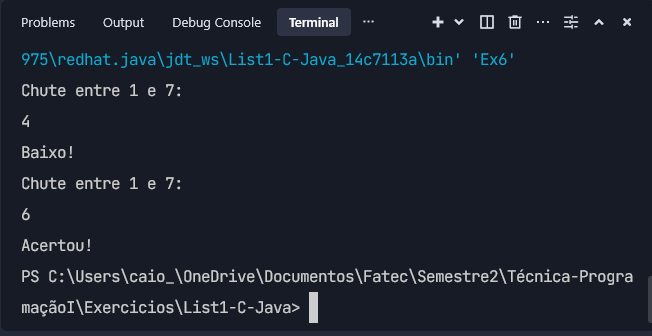 Problems Output Debug Console Terminal ...
975\redhat.java\jdt_ws\List1-C-Java_14c7113a\bin' 'Ex6'
Chute entre 1 e 7:
4
Baixo!
Chute entre 1 e 7:
6
Acertou!
PS C:\Users\caio_\OneDrive\Documentos\Fatec\Semestre2\Técnica-Progra
maçãoI\Exercicios\List1-C-Java>